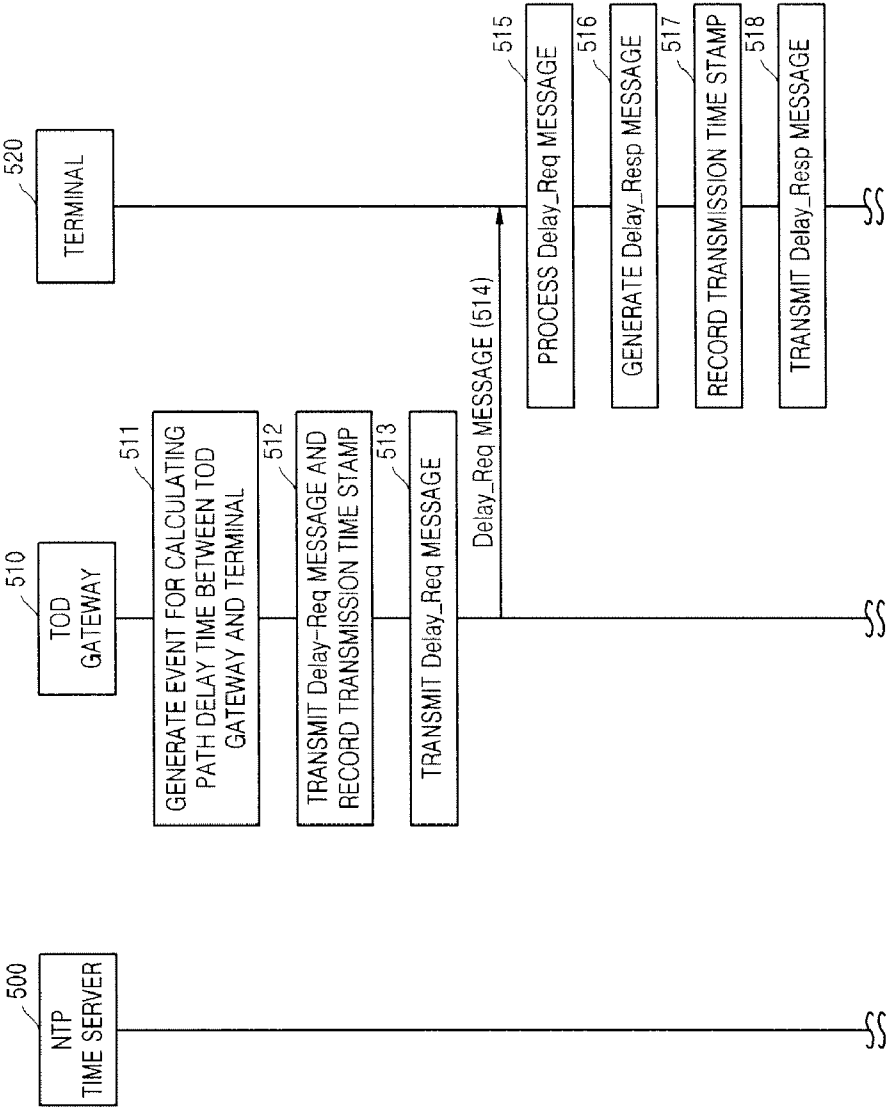 500
NTP
TIME SERVER
510
TOD
GATEWAY
520
TERMINAL
511
GENERATE EVENT FOR CALCULATING
PATH DELAY TIME BETWEEN TOD
GATEWAY AND TERMINAL
512
TRANSMIT Delay-Req MESSAGE AND
RECORD TRANSMISSION TIME STAMP
513
TRANSMIT Delay_Req MESSAGE
Delay_Req MESSAGE (514)
515
PROCESS Delay_Req MESSAGE
516
GENERATE Delay_Resp MESSAGE
517
RECORD TRANSMISSION TIME STAMP
518
TRANSMIT Delay_Resp MESSAGE